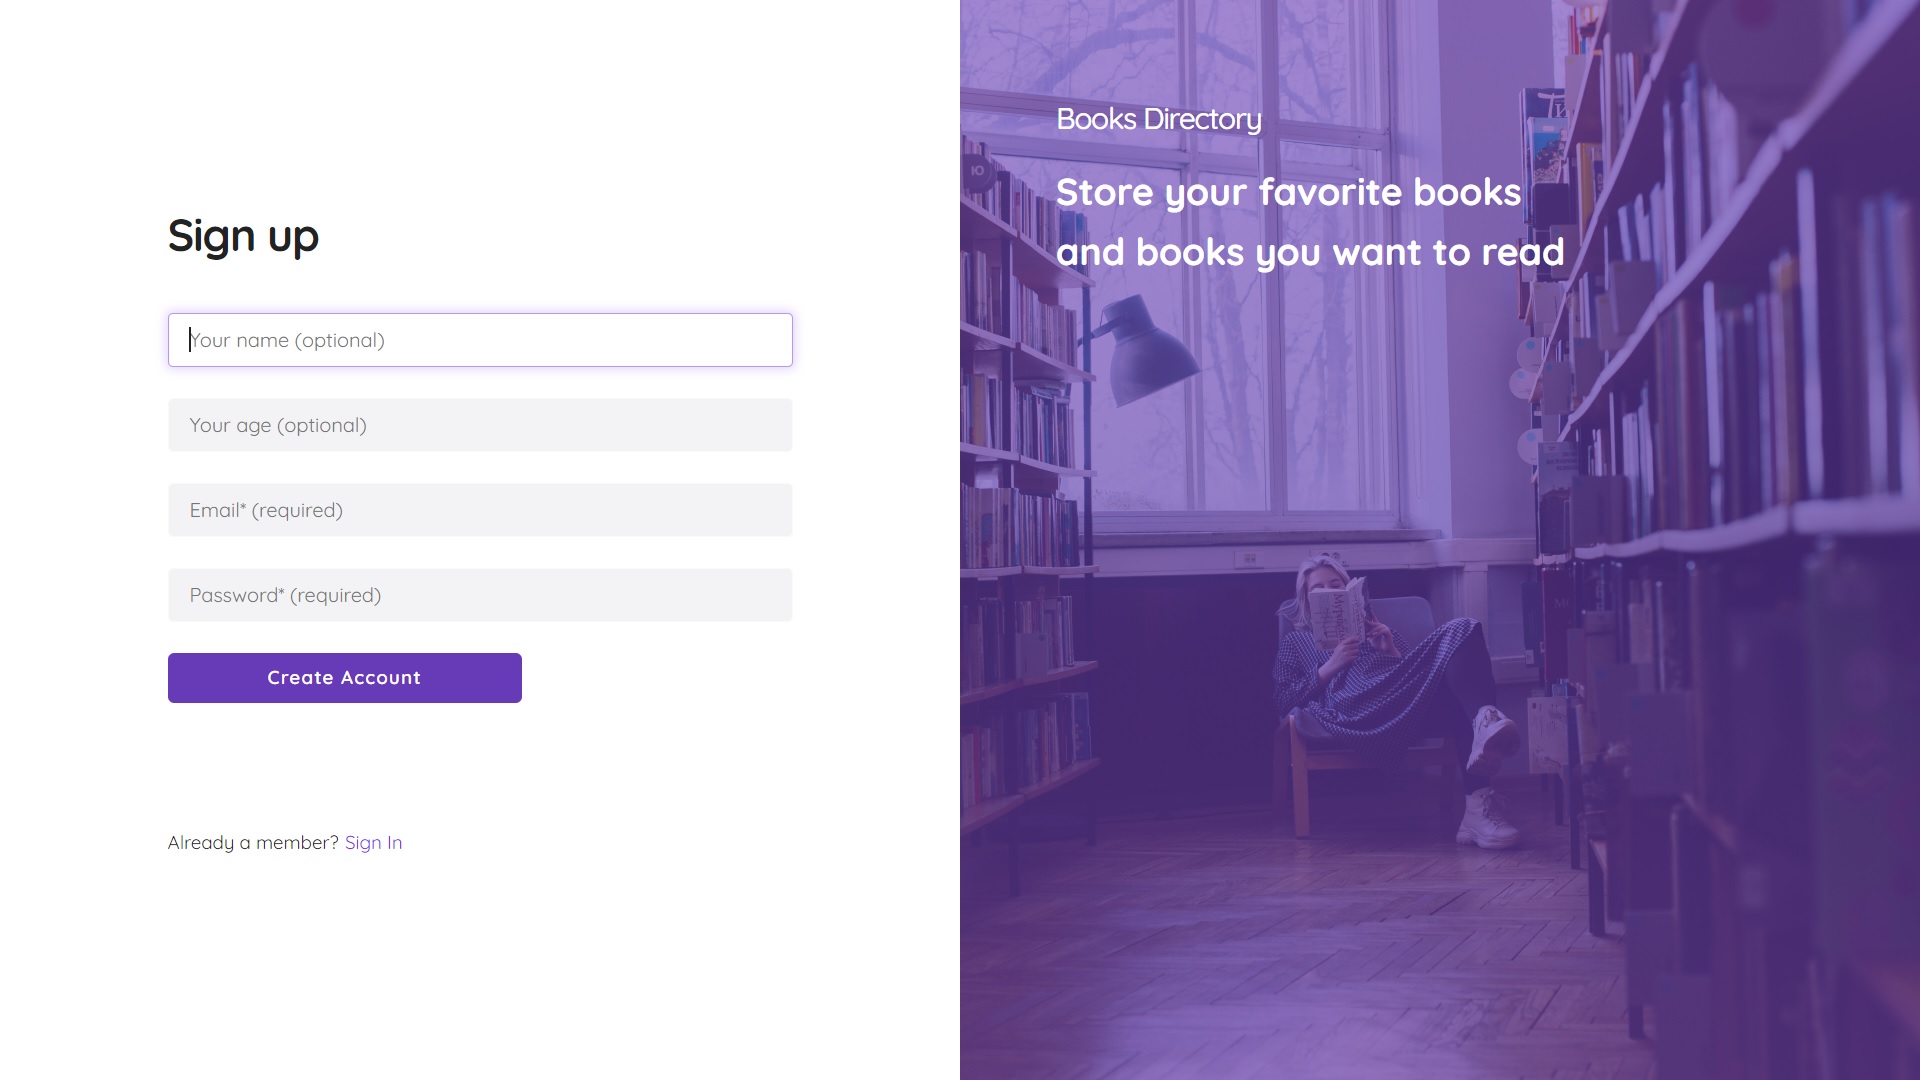 Sign up
Your name (optional)
Your age (optional)
Email* (required)
Password* (required)
Create Account
Already a member? Sign In
Books Directory
Store your favorite books
and books you want to read